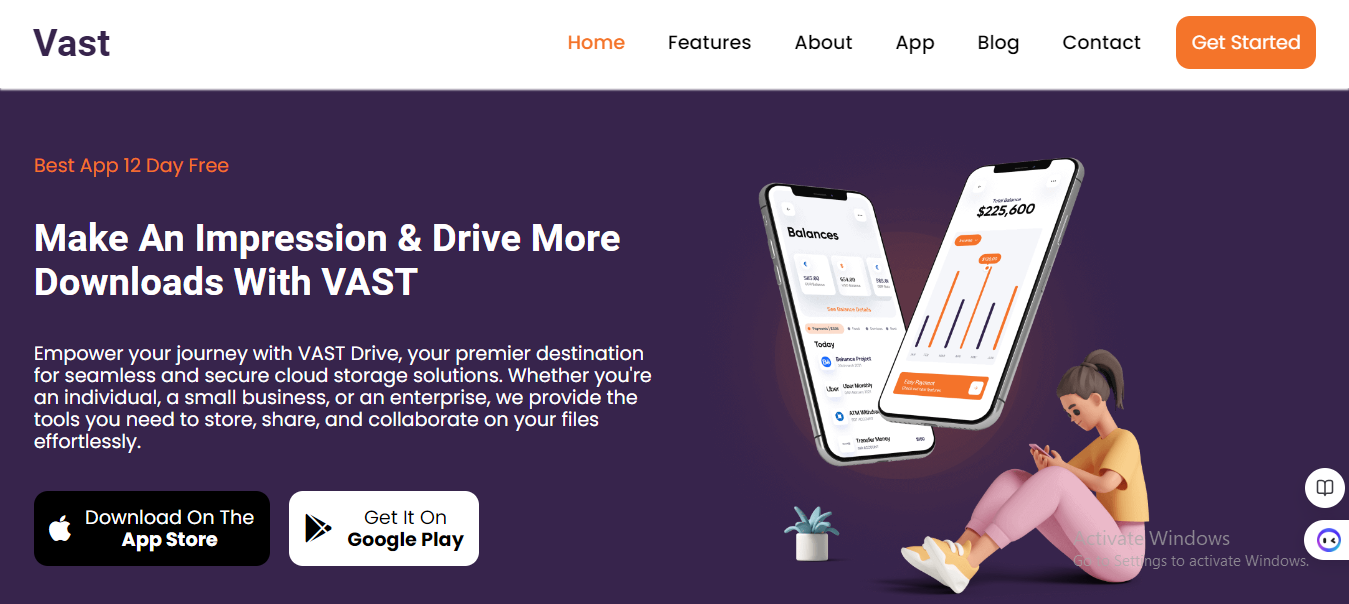 Vast
Home
Features
About
App
Blog
Contact
Get Started
Best App 12 Day Free
Make An Impression & Drive More
Downloads With VAST
Empower your journey with VAST Drive, your premier destination
for seamless and secure cloud storage solutions. Whether you're
an individual, a small business, or an enterprise, we provide the
tools you need to store, share, and collaborate on your files
effortlessly.
Download On The
App Store
Get It On
Google Play
Balances
See Balance Details
Today
Uber
Transfer Money
Total Balance
$225,600
Easy Payment
Activate Windows
Go to Settings to activate Windows.